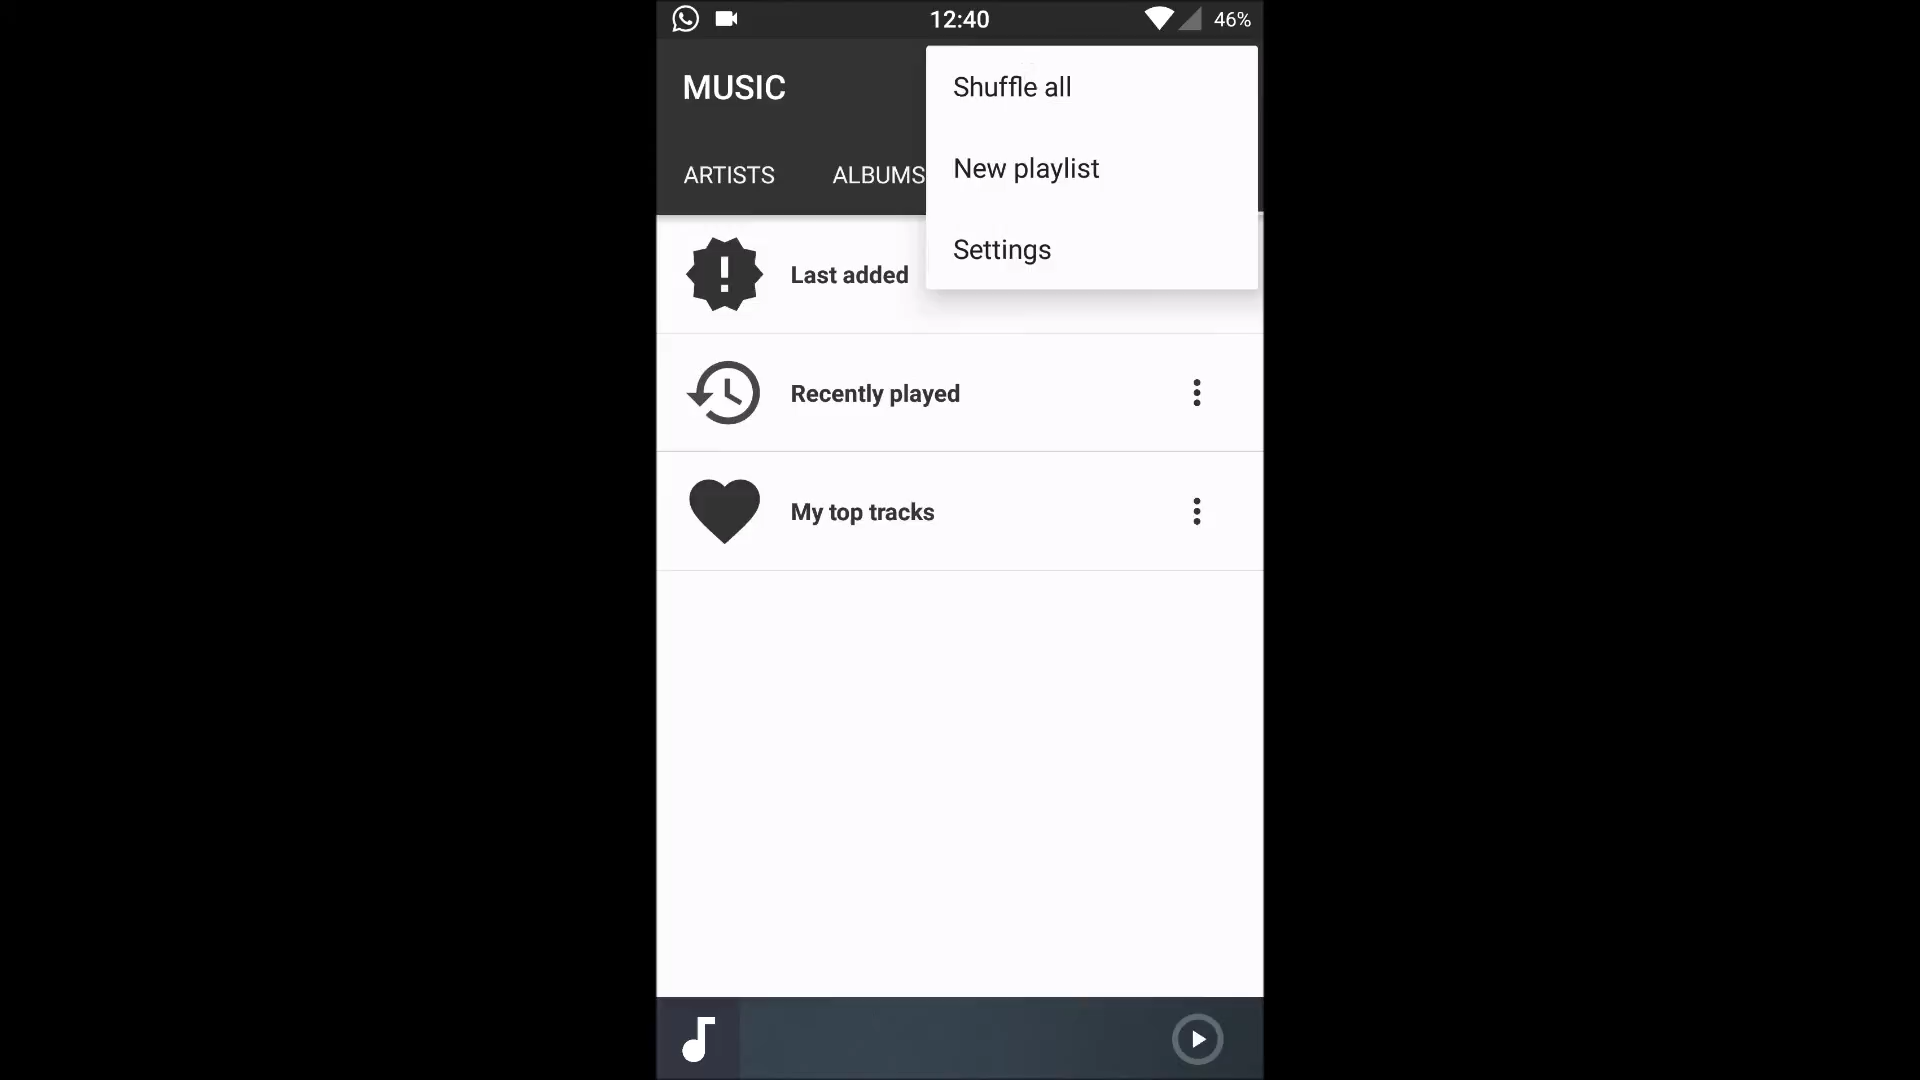 12:40
46%
MUSIC
Shuffle all
New playlist
Settings
ARTISTS
ALBUMS
Last added
Recently played
My top tracks